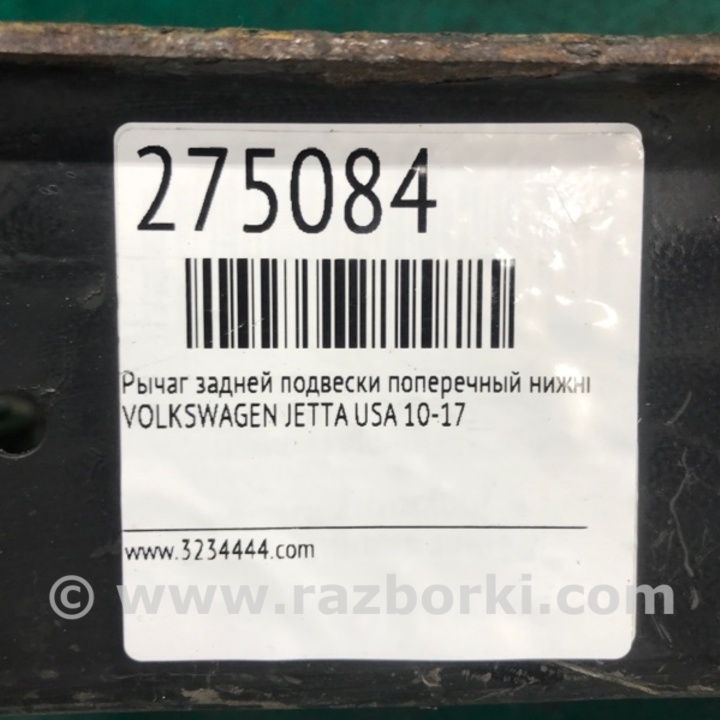 275084
Рычаг задней подвески поперечный нижн
VOLKSWAGEN JETTA USA 10-17
www.3234444.com
© www.razborki.com